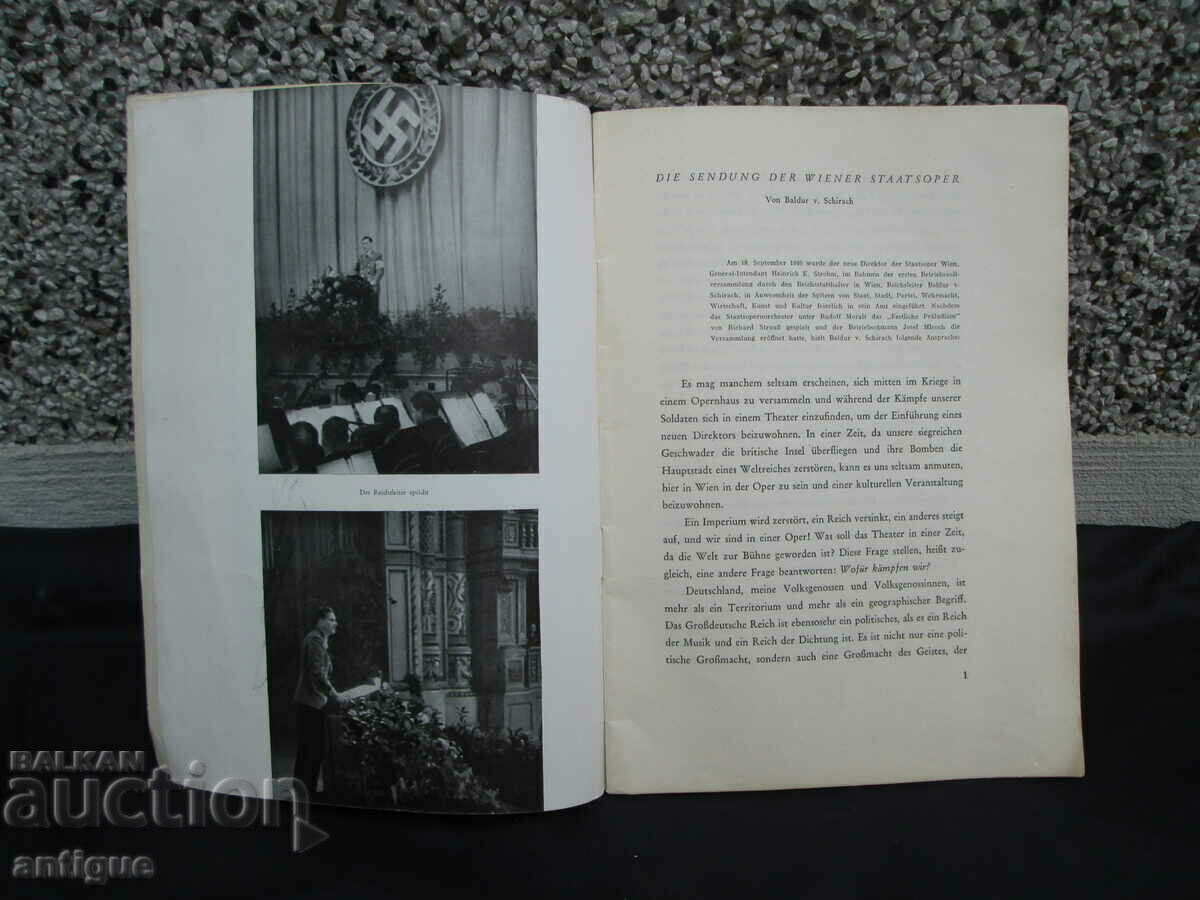 Der Reichsleiter spricht
DIE SENDUNG DER WIENER STAATSOPER
Von Baldur v. Schirach
Am 18. September 1940 wurde der neue Direktor der Staatsoper Wien,
General-Intendant Heinrich K. Strohm, im Rahmen der ersten Betriebsvoll-
versammlung durch den Reichsstatthalter in Wien, Reichsleiter Baldur v.
Schirach, in Anwesenheit der Spitzen von Staat, Stadt, Partei, Wehrmacht,
Wirtschaft, Kunst und Kultur feierlich in sein Amt eingeführt. Nachdem
das Staatsopernorchester unter Rudolf Moralt das „Festliche Präludium"
von Richard Strauß gespielt und der Betriebsobmann Josef Hlosch die
Versammlung eröffnet hatte, hielt Baldur v. Schirach folgende Ansprache:
Es mag manchem seltsam erscheinen, sich mitten im Kriege in
einem Opernhaus zu versammeln und während der Kämpfe unserer
Soldaten sich in einem Theater einzufinden, um der Einführung eines
neuen Direktors beizuwohnen. In einer Zeit, da unsere siegreichen
Geschwader die britische Insel überfliegen und ihre Bomben die
Hauptstadt eines Weltreiches zerstören, kann es uns seltsam anmuten,
hier in Wien in der Oper zu sein und einer kulturellen Veranstaltung
beizuwohnen.
Ein Imperium wird zerstört, ein Reich versinkt, ein anderes steigt
auf, und wir sind in einer Oper! Was soll das Theater in einer Zeit,
da die Welt zur Bühne geworden ist? Diese Frage stellen, heißt zu-
gleich, eine andere Frage beantworten: Wofür kämpfen wir?
Deutschland, meine Volksgenossen und Volksgenossinnen, ist
mehr als ein Territorium und mehr als ein geographischer Begriff.
Das Großdeutsche Reich ist ebensosehr ein politisches, als es ein Reich
der Musik und ein Reich der Dichtung ist. Es ist nicht nur eine poli-
tische Großmacht, sondern auch eine Großmacht des Geistes, der
1
BALKAN
auction
antique